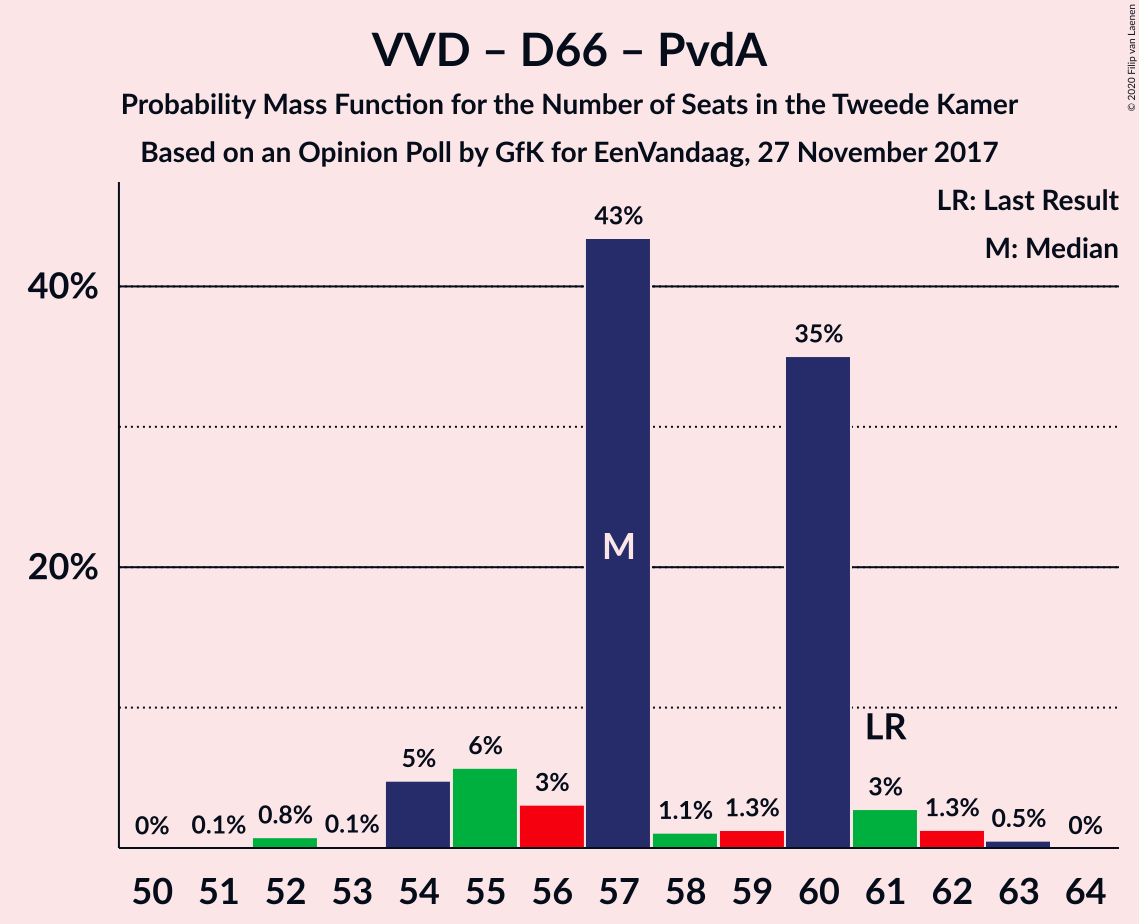 VVD – D66 – PvdA
Probability Mass Function for the Number of Seats in the Tweede Kamer
Based on an Opinion Poll by GfK for EenVandaag, 27 November 2017
© 2020 Filip van Laenen
LR: Last Result
M: Median
40%
20%
43%
35%
M
LR
0%
0.1%
0.8%
0.1%
5%
6%
3%
1.1%
1.3%
3%
1.3%
0.5%
0%
50 51 52 53 54 55 56 57 58 59 60 61 62 63 64